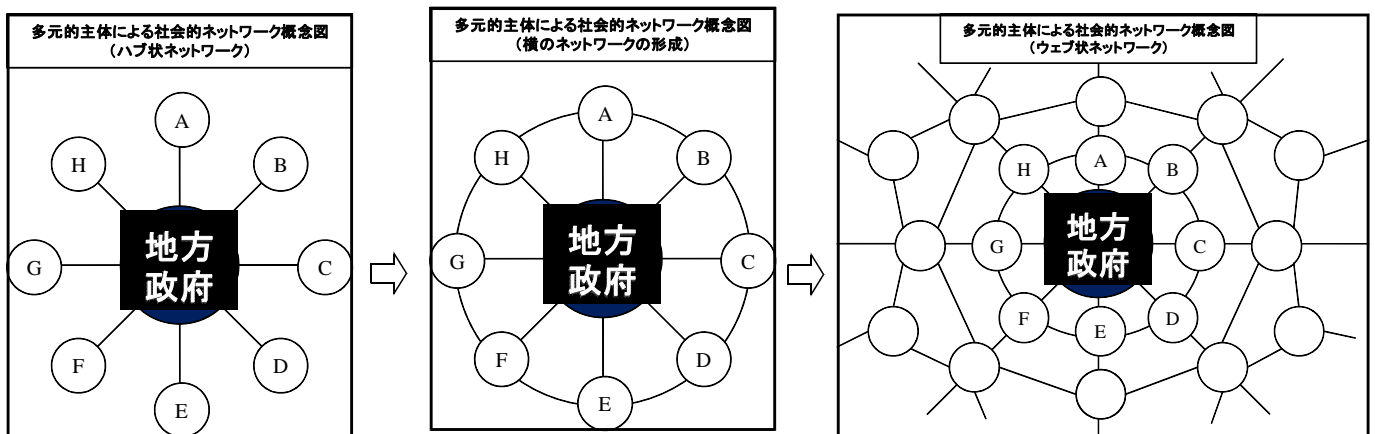 多元的主体による社会的ネットワーク概念図
（ハブ状ネットワーク）
A
H
B
地方
政府
G
C
F
D
E
多元的主体による社会的ネットワーク概念図
（横のネットワークの形成）
A
H
B
地方
政府
G
C
F
D
E
多元的主体による社会的ネットワーク概念図
（ウェブ状ネットワーク）
A
H
B
地方
政府
G
C
F
D
E